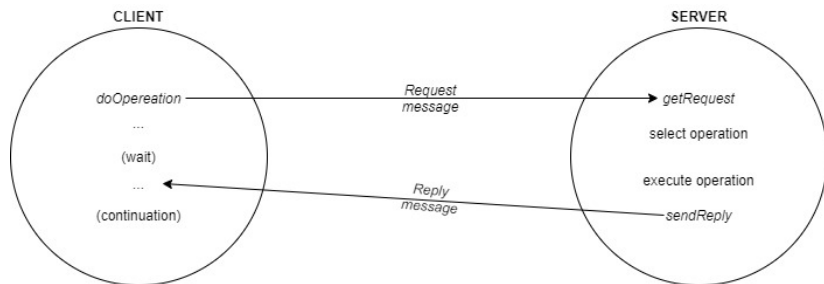 CLIENT
SERVER
doOpereation
Request
message
getRequest
...
select operation
(wait)
execute operation
...
Reply
message
(continuation)
sendReply